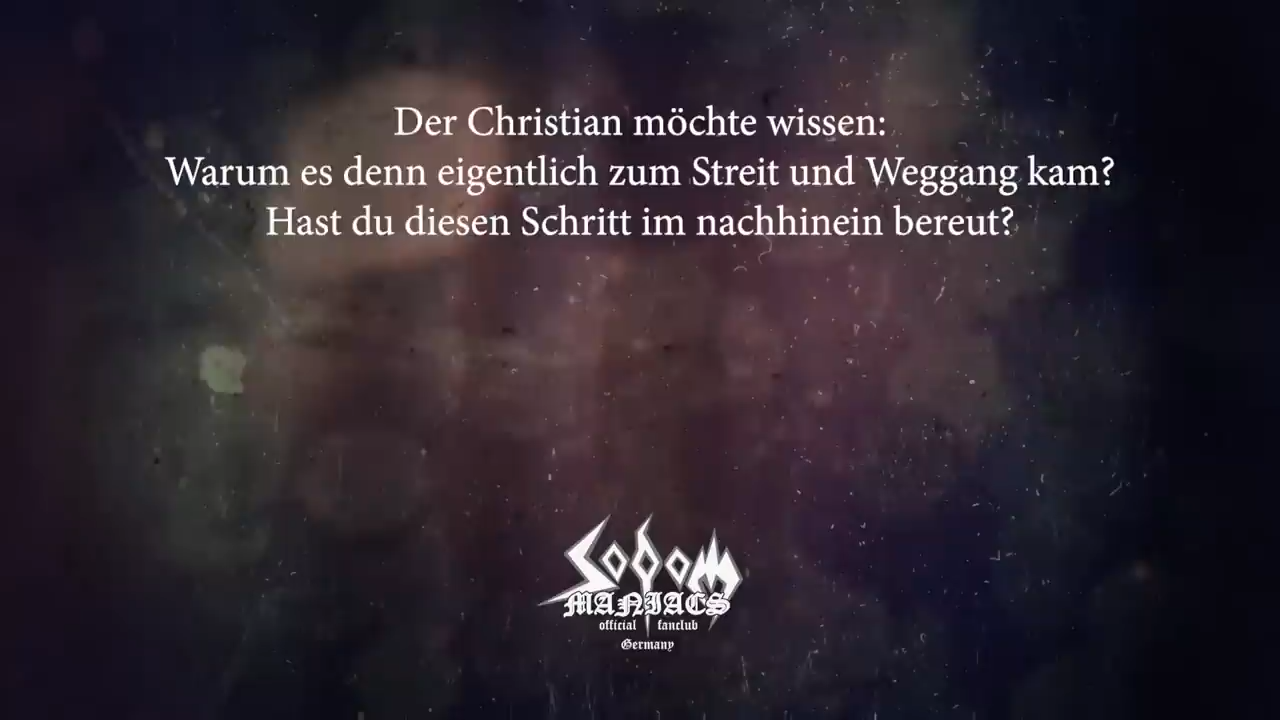 Der Christian möchte wissen:
Warum es denn eigentlich zum Streit und Weggang kam?
Hast du diesen Schritt im nachhinein bereut?
SODOM
MANIACS
official fanclub
Germany